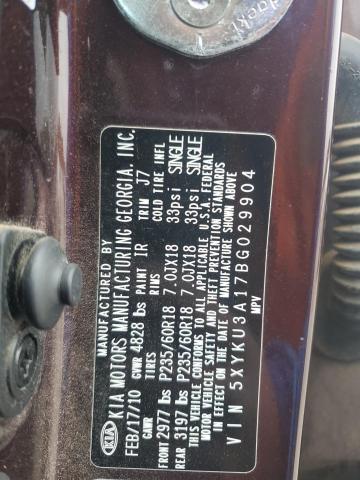 Jackl
MANUFACTURED BY
KIA KIA MOTORS MANUFACTURING GEORGIA. INC.
FEB/17/10 GVWR 4828 lbs PAINT IR TRIM J7
GAWR TIRES RIMS COLD TIRE INFL
FRONT 2977 lbs P235/60R18 7.0JX18 33psi SINGLE
REAR 3197 lbs P235/60R18 7.0JX18 33psi SINGLE
THIS VEHICLE CONFORMS TO ALL APPLICABLE U.S.A. FEDERAL
MOTOR VEHICLE SAFETY AND THEFT PREVENTION STANDARDS
IN EFFECT ON THE DATE OF MANUFACTURE SHOWN ABOVE
VIN 5XYKU3A17BG029904
MPV